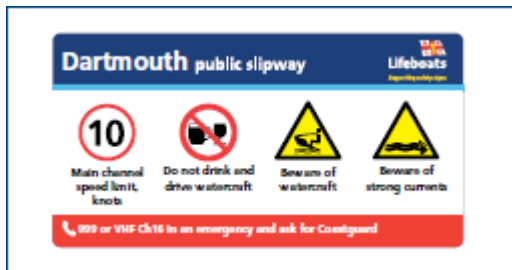 Dartmouth public slipway
Lifeboats
10
Main channel
speed limit,
knots
Do not drink and
drive watercraft
Beware of
watercraft
Beware of
strong currents
999 or VHF Ch16 in an emergency and ask for Coastguard